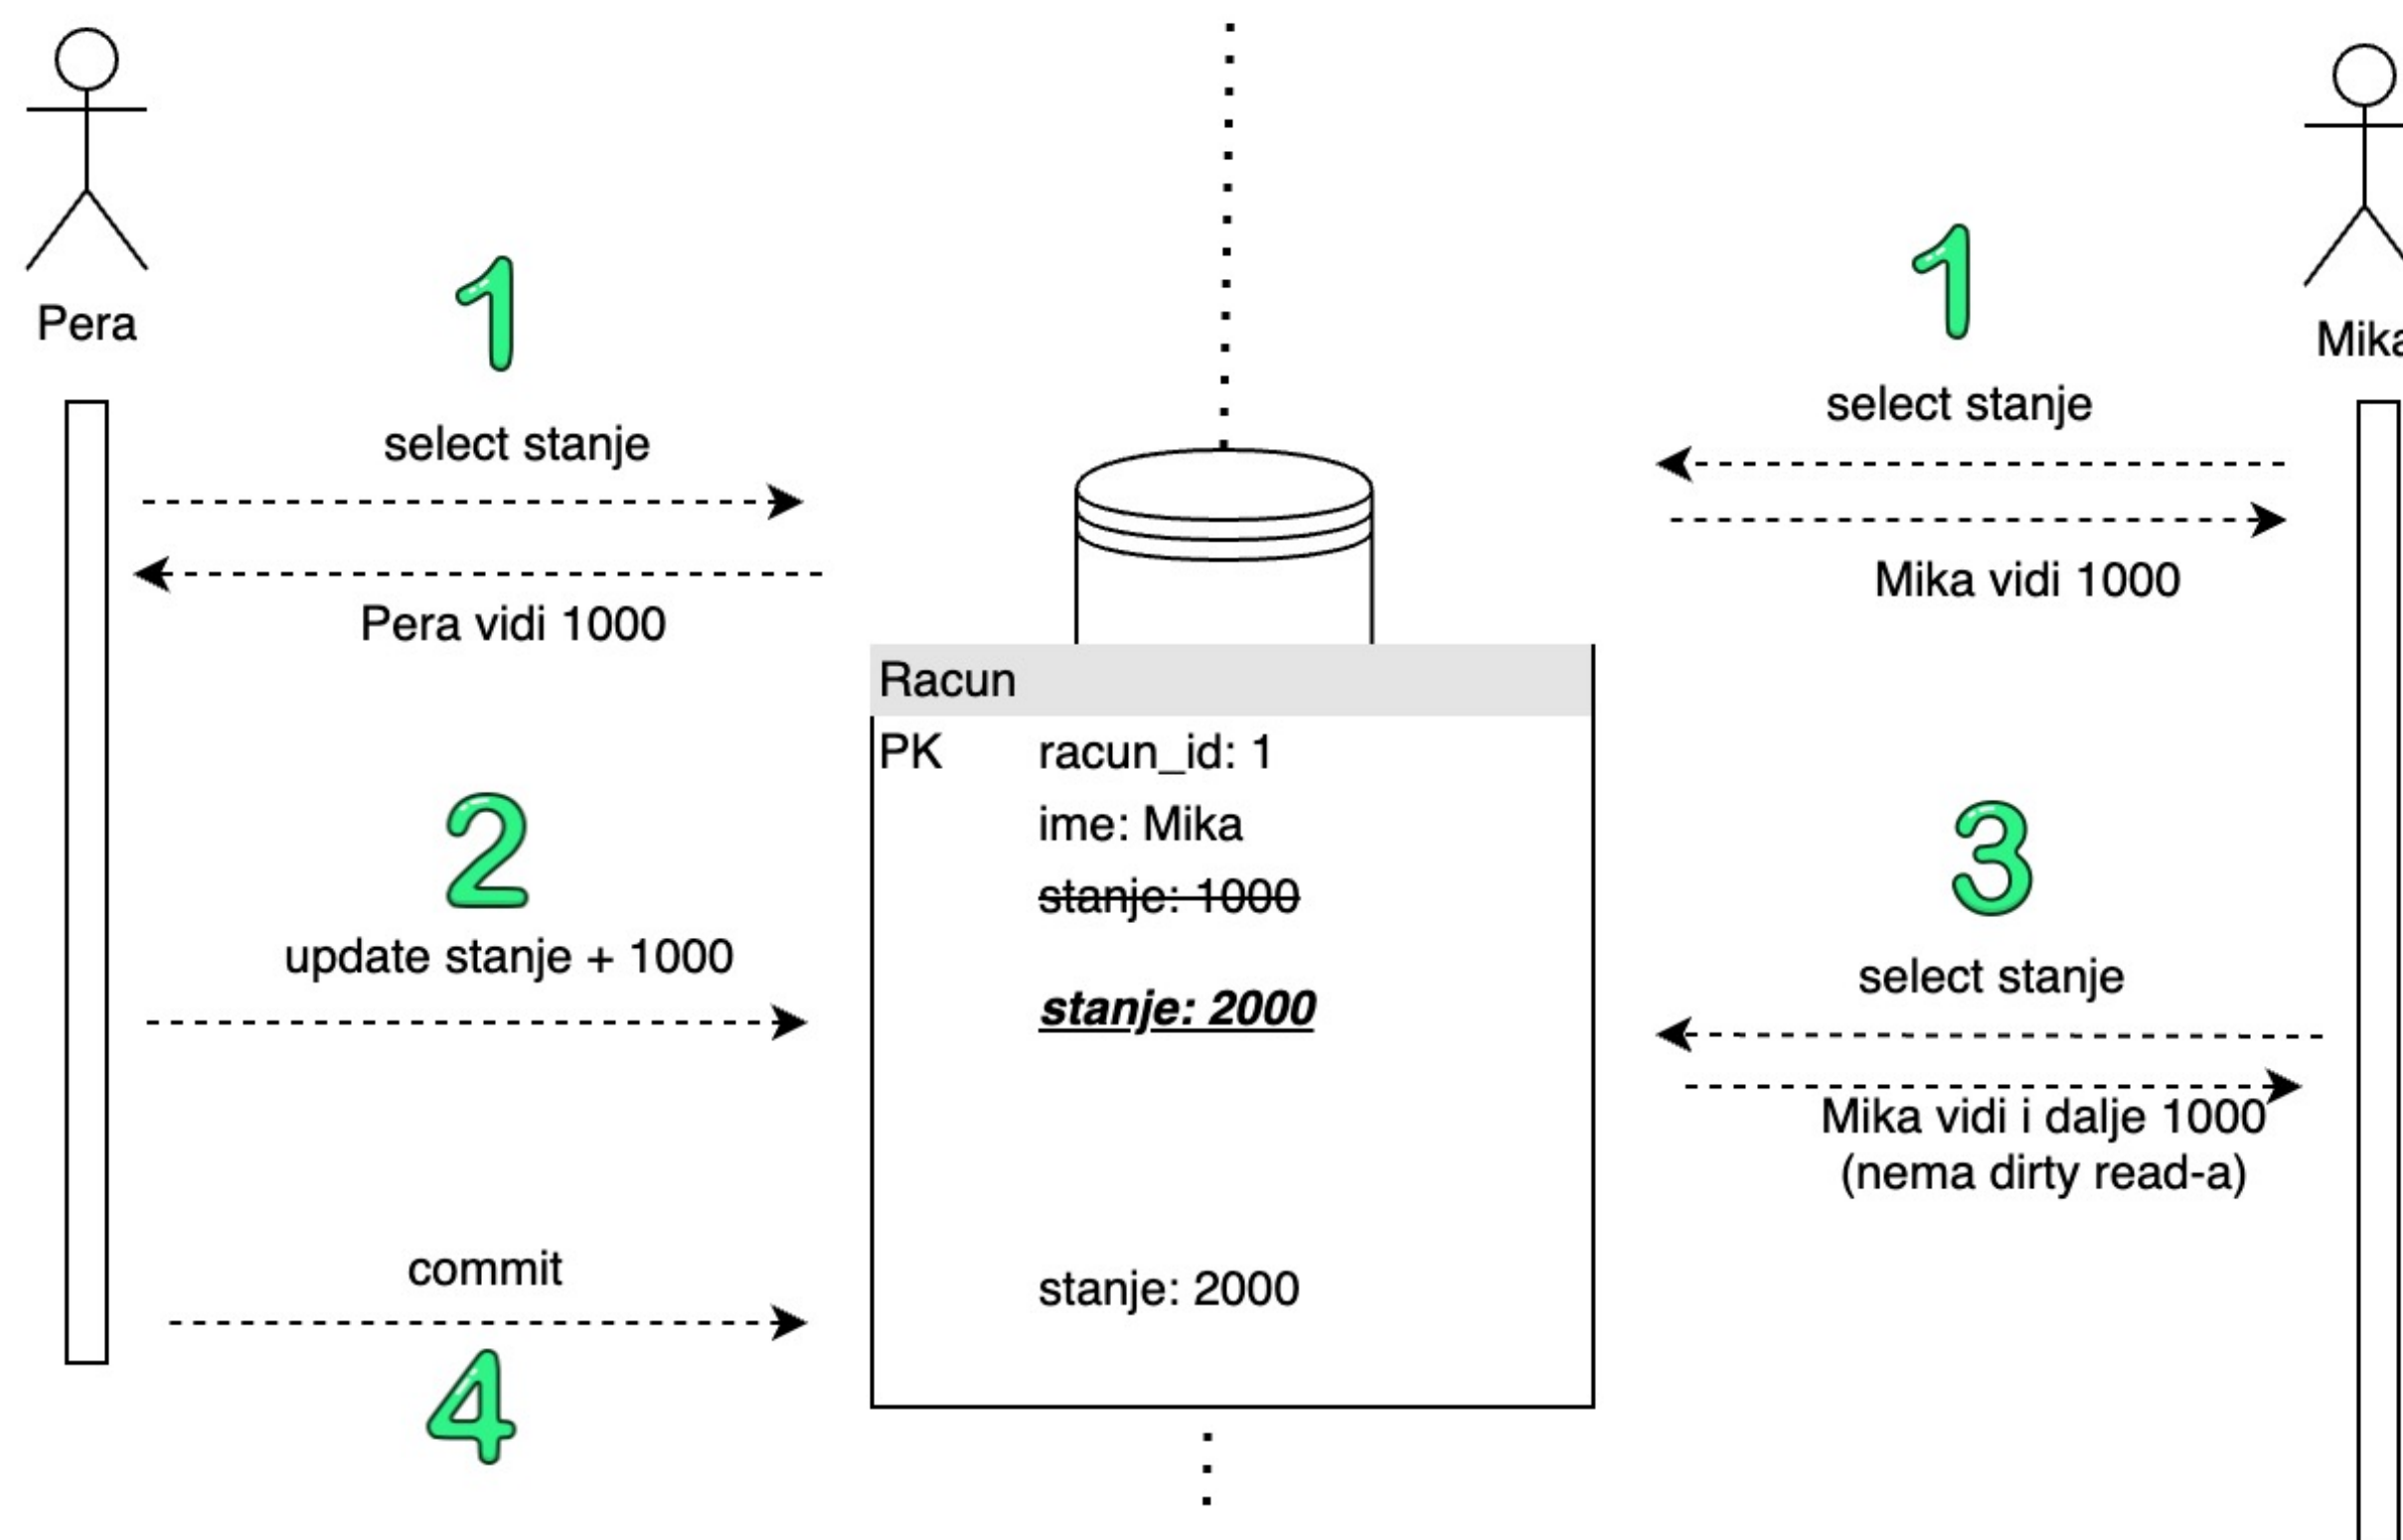 Pera
1
select stanje
Pera vidi 1000
2
update stanje + 1000
commit
4
Racun
PK racun_id: 1
ime: Mika
stanje: 1000
stanje: 2000
stanje: 2000
Mika
1
select stanje
Mika vidi 1000
3
select stanje
Mika vidi i dalje 1000
(nema dirty read-a)